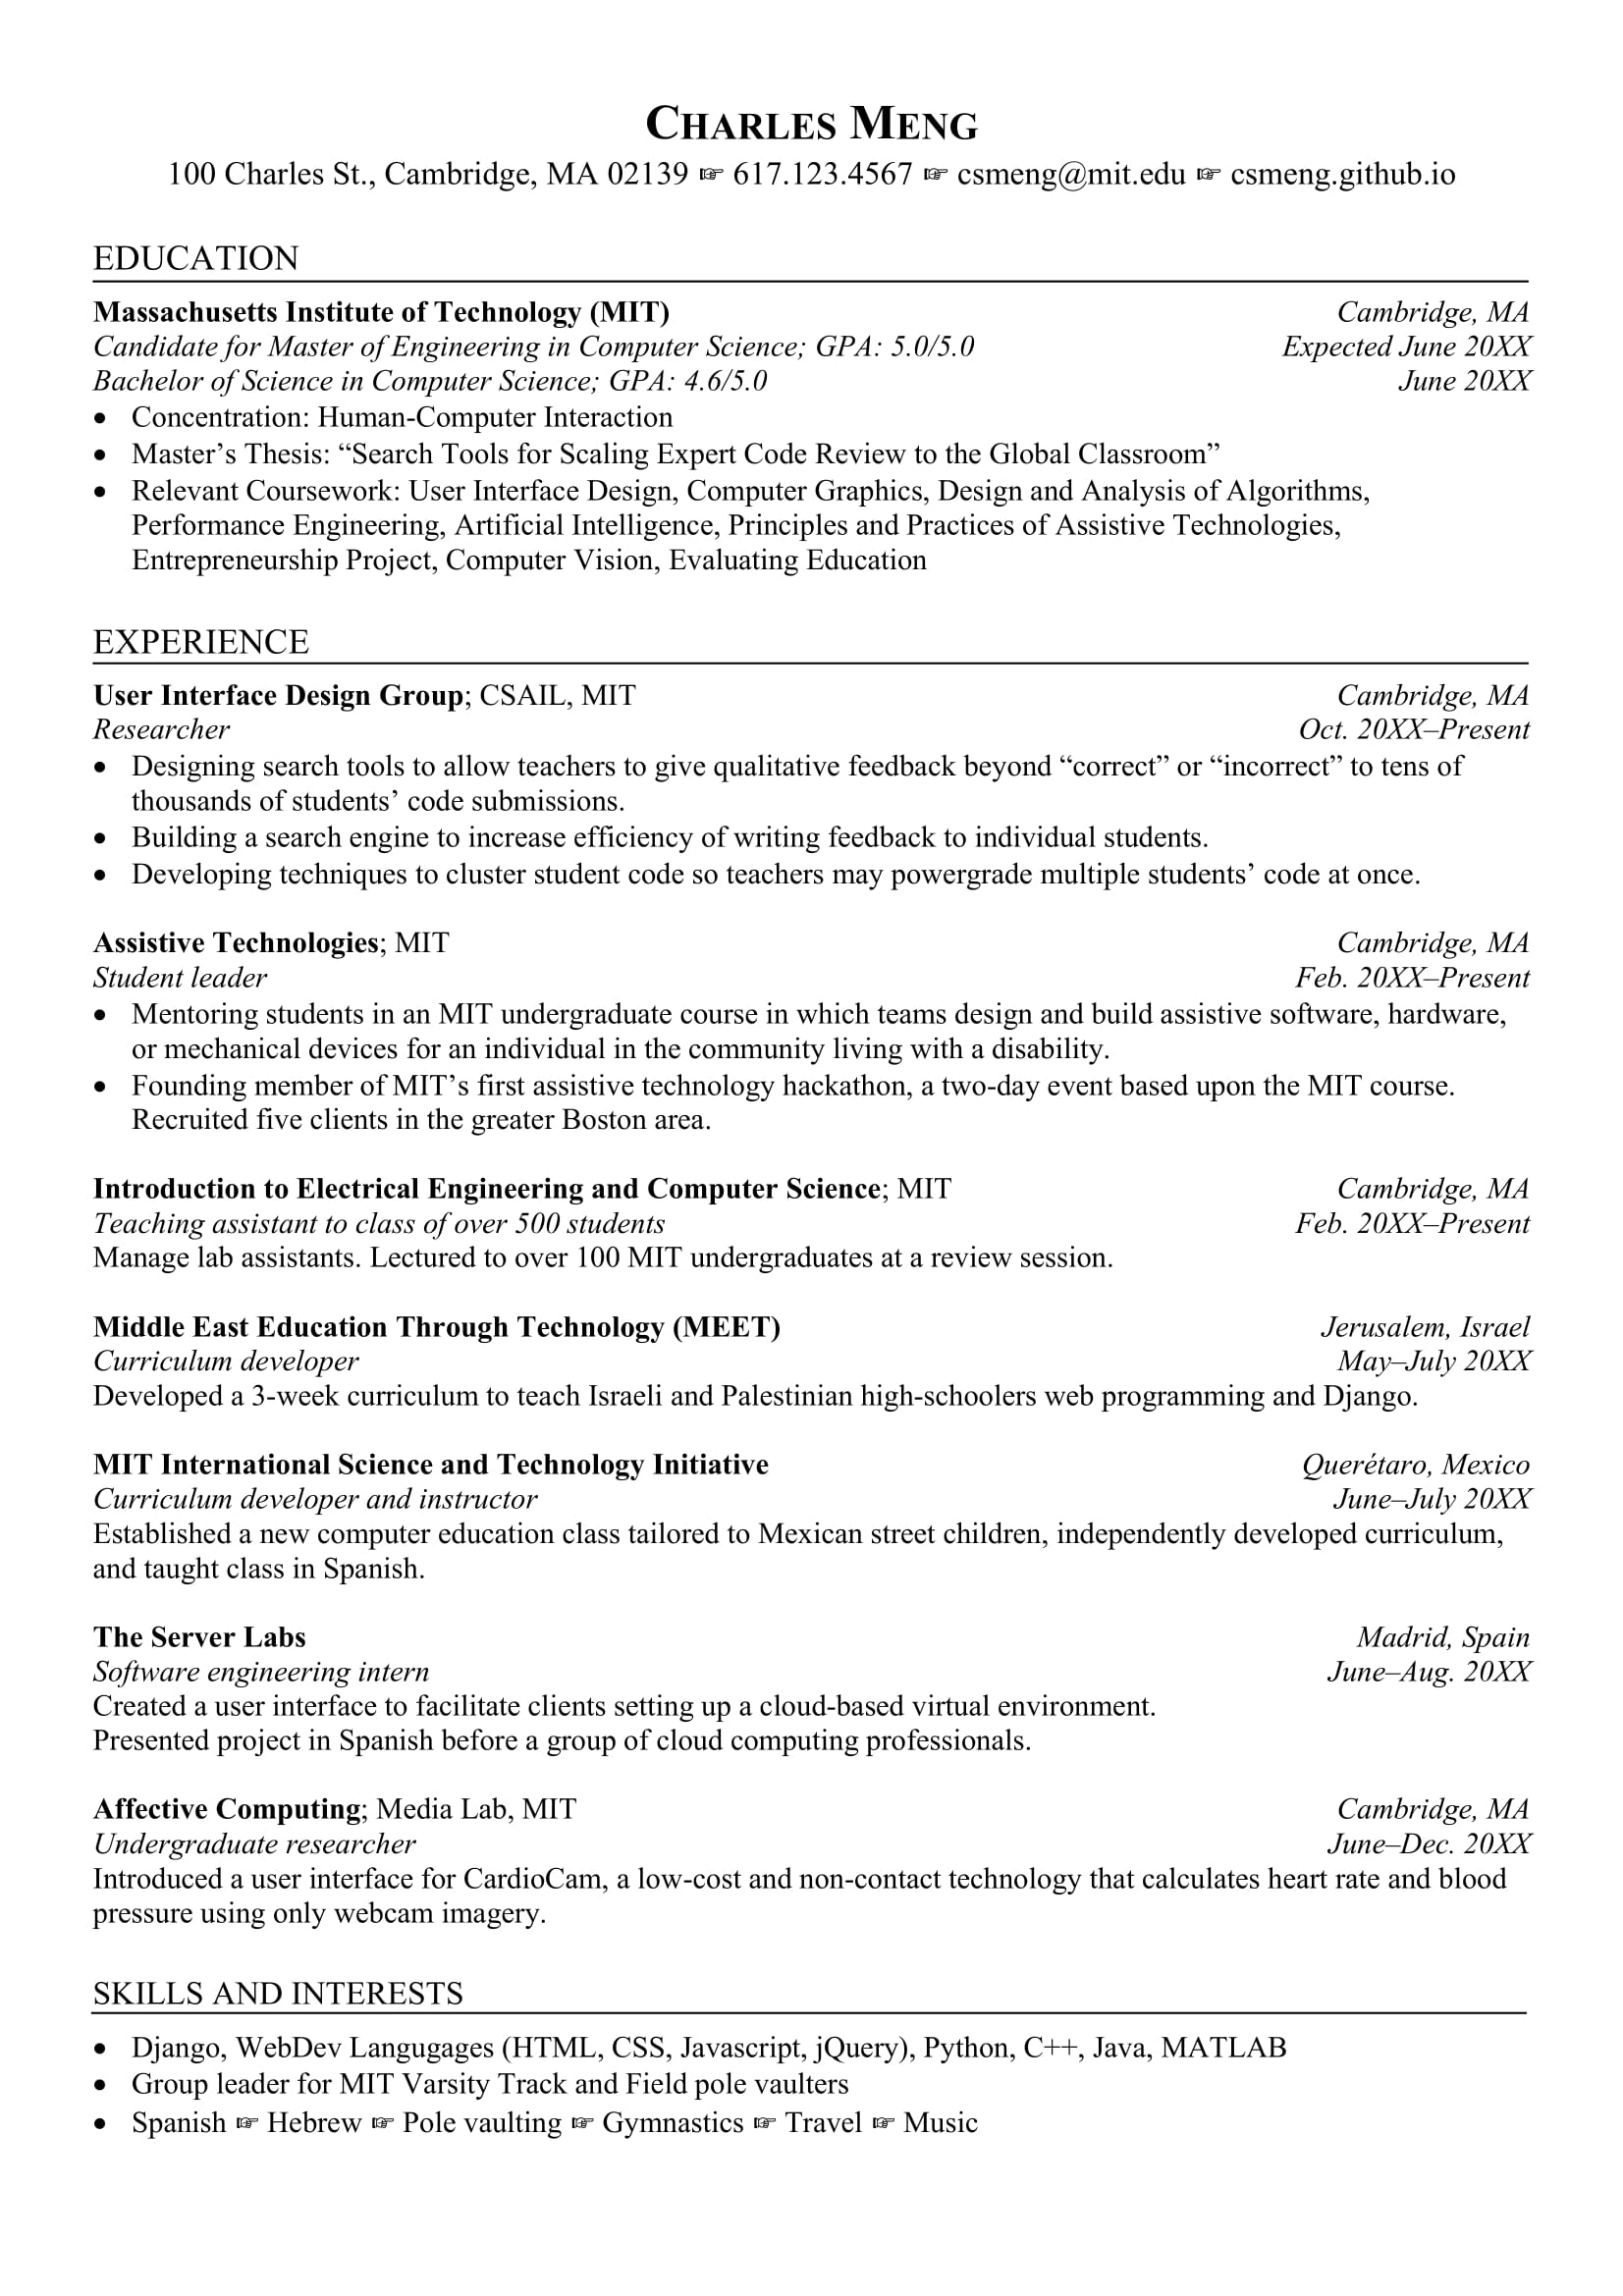 CHARLES MENG
100 Charles St., Cambridge, MA 02139 ☞ 617.123.4567 ☞ csmeng@mit.edu ☞ csmeng.github.io
EDUCATION
Massachusetts Institute of Technology (MIT) Cambridge, MA
Candidate for Master of Engineering in Computer Science; GPA: 5.0/5.0 Expected June 20XX
Bachelor of Science in Computer Science; GPA: 4.6/5.0 June 20XX
• Concentration: Human-Computer Interaction
• Master’s Thesis: “Search Tools for Scaling Expert Code Review to the Global Classroom”
• Relevant Coursework: User Interface Design, Computer Graphics, Design and Analysis of Algorithms,
Performance Engineering, Artificial Intelligence, Principles and Practices of Assistive Technologies,
Entrepreneurship Project, Computer Vision, Evaluating Education
EXPERIENCE
User Interface Design Group; CSAIL, MIT Cambridge, MA
Researcher Oct. 20XX–Present
• Designing search tools to allow teachers to give qualitative feedback beyond “correct” or “incorrect” to tens of
thousands of students’ code submissions.
• Building a search engine to increase efficiency of writing feedback to individual students.
• Developing techniques to cluster student code so teachers may powergrade multiple students’ code at once.
Assistive Technologies; MIT Cambridge, MA
Student leader Feb. 20XX–Present
• Mentoring students in an MIT undergraduate course in which teams design and build assistive software, hardware,
or mechanical devices for an individual in the community living with a disability.
• Founding member of MIT’s first assistive technology hackathon, a two-day event based upon the MIT course.
Recruited five clients in the greater Boston area.
Introduction to Electrical Engineering and Computer Science; MIT Cambridge, MA
Teaching assistant to class of over 500 students Feb. 20XX–Present
Manage lab assistants. Lectured to over 100 MIT undergraduates at a review session.
Middle East Education Through Technology (MEET) Jerusalem, Israel
Curriculum developer May–July 20XX
Developed a 3-week curriculum to teach Israeli and Palestinian high-schoolers web programming and Django.
MIT International Science and Technology Initiative Querétaro, Mexico
Curriculum developer and instructor June–July 20XX
Established a new computer education class tailored to Mexican street children, independently developed curriculum,
and taught class in Spanish.
The Server Labs Madrid, Spain
Software engineering intern June–Aug. 20XX
Created a user interface to facilitate clients setting up a cloud-based virtual environment.
Presented project in Spanish before a group of cloud computing professionals.
Affective Computing; Media Lab, MIT Cambridge, MA
Undergraduate researcher June–Dec. 20XX
Introduced a user interface for CardioCam, a low-cost and non-contact technology that calculates heart rate and blood
pressure using only webcam imagery.
SKILLS AND INTERESTS
• Django, WebDev Langugages (HTML, CSS, Javascript, jQuery), Python, C++, Java, MATLAB
• Group leader for MIT Varsity Track and Field pole vaulters
• Spanish ☞ Hebrew ☞ Pole vaulting ☞ Gymnastics ☞ Travel ☞ Music